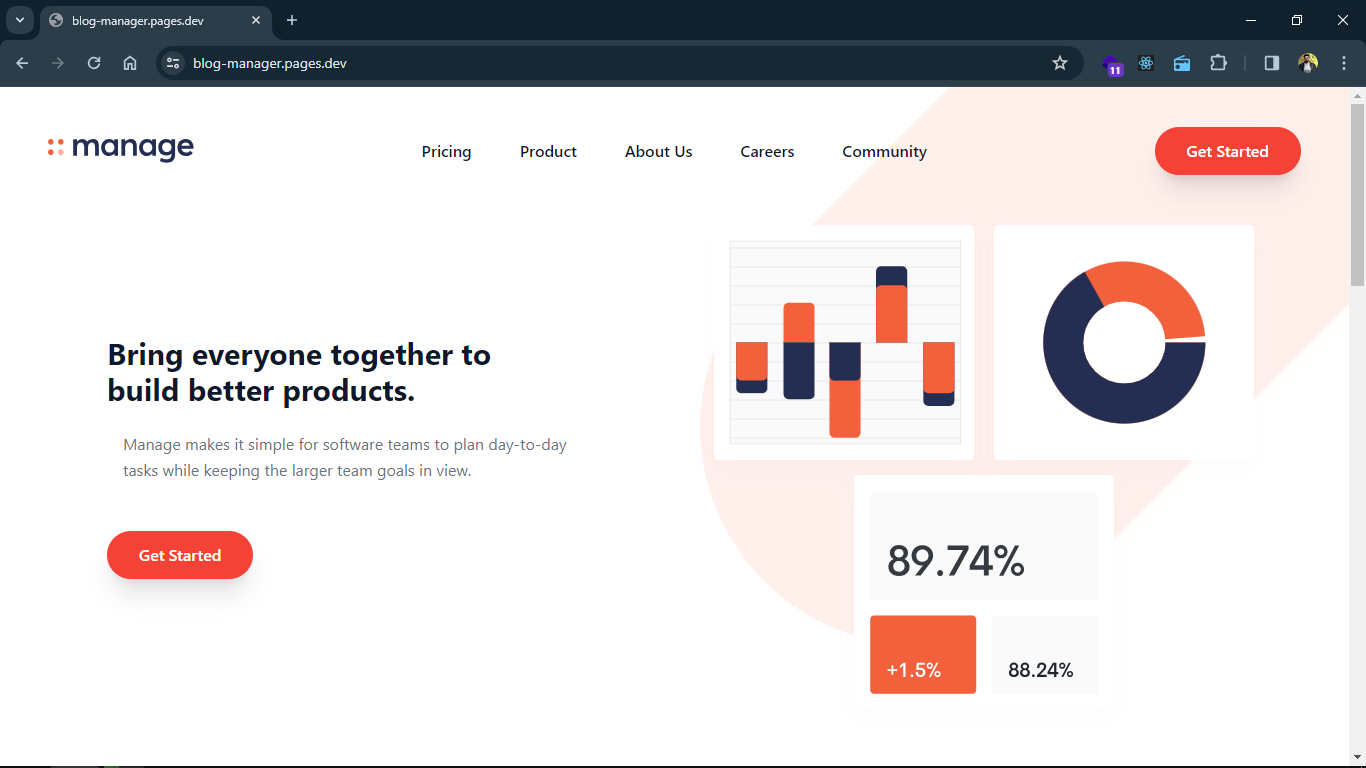 blog-manager.pages.dev
blog-manager.pages.dev
11
manage
Pricing Product About Us Careers Community
Get Started
Bring everyone together to
build better products.
Manage makes it simple for software teams to plan day-to-day
tasks while keeping the larger team goals in view.
Get Started
89.74%
+1.5%
88.24%